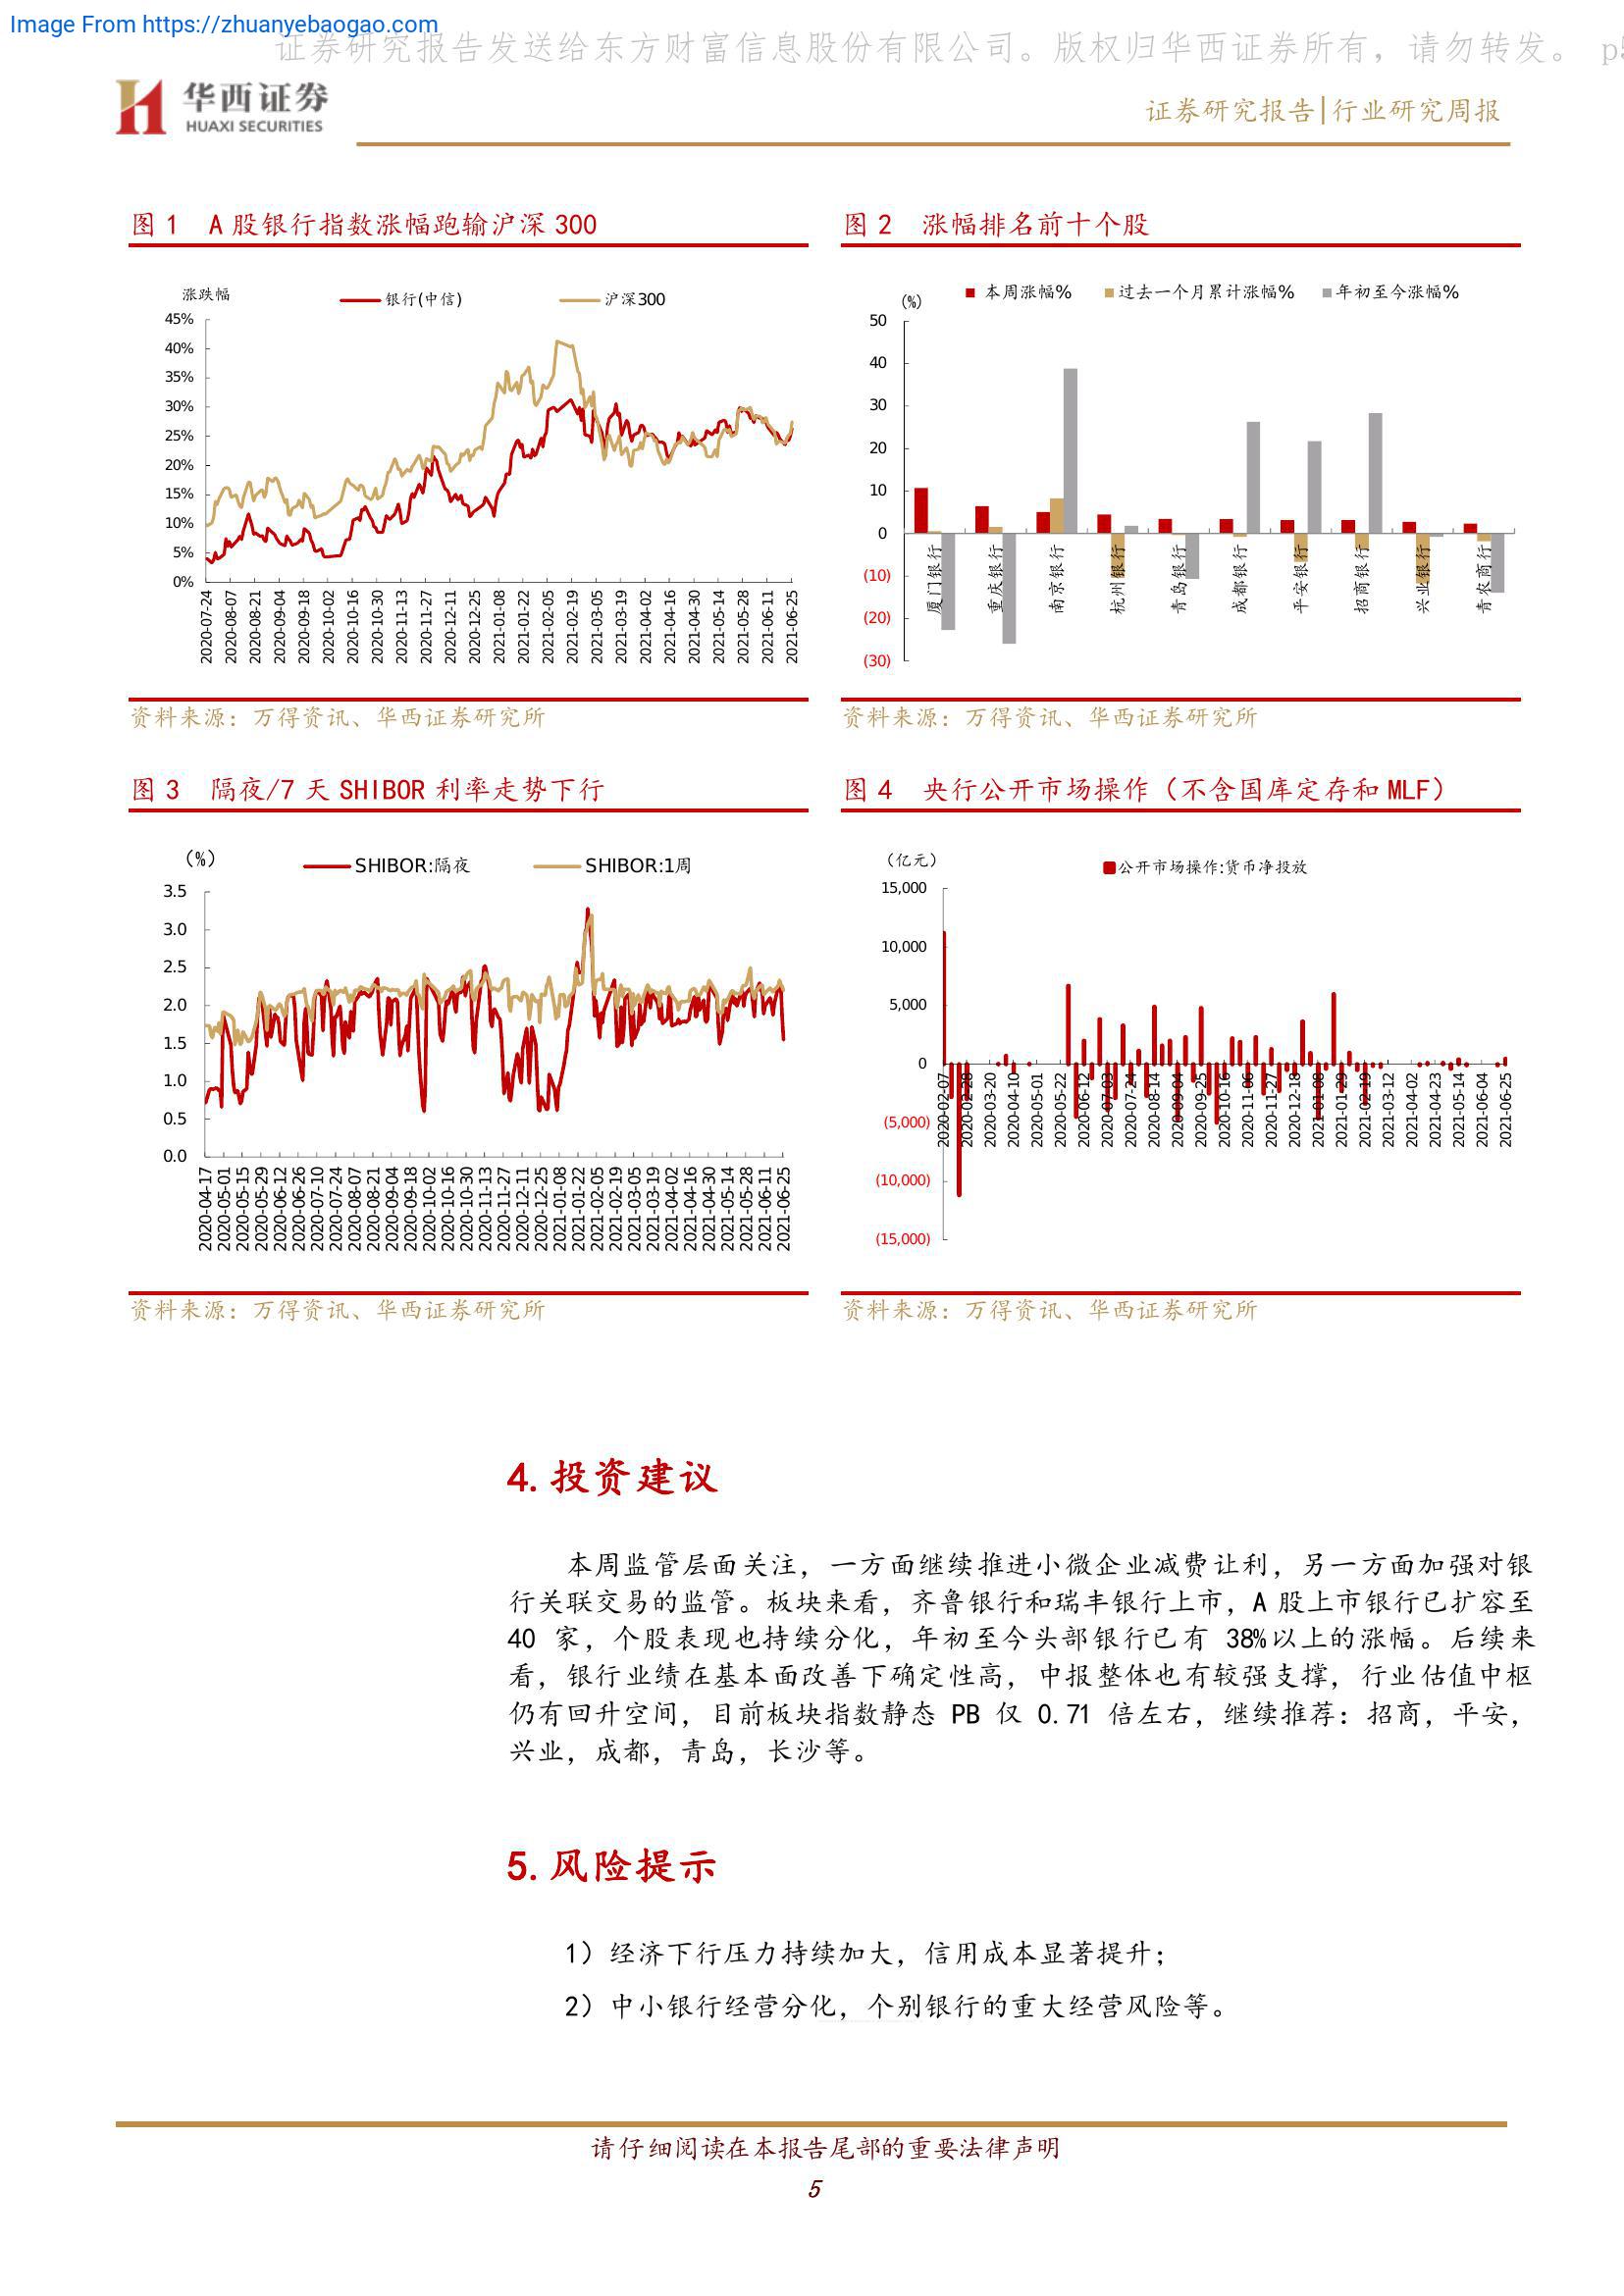 Image From https://zhuanyebaogao.com
证券研究报告发送给东方财富信息股份有限公司。版权归华西证券所有，请勿转发。 p5
华西证券
HUAXI SECURITIES
证券研究报告|行业研究周报
图 1 A 股银行指数涨幅跑输沪深 300
涨跌幅
银行(中信)
沪深300
45%
40%
35%
30%
25%
20%
15%
10%
5%
0%
2020-07-24
2020-08-07
2020-08-21
2020-09-04
2020-09-18
2020-10-02
2020-10-16
2020-10-30
2020-11-13
2020-11-27
2020-12-11
2020-12-25
2021-01-08
2021-01-22
2021-02-05
2021-02-19
2021-03-05
2021-03-19
2021-04-02
2021-04-16
2021-04-30
2021-05-14
2021-05-28
2021-06-11
2021-06-25
资料来源：万得资讯、华西证券研究所
图 2 涨幅排名前十个股
(%)
本周涨幅%
过去一个月累计涨幅%
年初至今涨幅%
50
40
30
20
10
0
(10)
(20)
(30)
厦门银行
重庆银行
南京银行
杭州银行
青岛银行
成都银行
平安银行
招商银行
兴业银行
青农商行
资料来源：万得资讯、华西证券研究所
图 3 隔夜/7 天 SHIBOR 利率走势下行
（%）
SHIBOR:隔夜
SHIBOR:1周
3.5
3.0
2.5
2.0
1.5
1.0
0.5
0.0
2020-04-17
2020-05-01
2020-05-15
2020-05-29
2020-06-12
2020-06-26
2020-07-10
2020-07-24
2020-08-07
2020-08-21
2020-09-04
2020-09-18
2020-10-02
2020-10-16
2020-10-30
2020-11-13
2020-11-27
2020-12-11
2020-12-25
2021-01-08
2021-01-22
2021-02-05
2021-02-19
2021-03-05
2021-03-19
2021-04-02
2021-04-16
2021-04-30
2021-05-14
2021-05-28
2021-06-11
2021-06-25
资料来源：万得资讯、华西证券研究所
图 4 央行公开市场操作（不含国库定存和 MLF）
（亿元）
公开市场操作:货币净投放
15,000
10,000
5,000
0
(5,000)
(10,000)
(15,000)
2020-02-07
2020-02-28
2020-03-20
2020-04-10
2020-05-01
2020-05-22
2020-06-12
2020-07-03
2020-07-24
2020-08-14
2020-09-04
2020-09-25
2020-10-16
2020-11-06
2020-11-27
2020-12-18
2021-01-08
2021-01-29
2021-02-19
2021-03-12
2021-04-02
2021-04-23
2021-05-14
2021-06-04
2021-06-25
资料来源：万得资讯、华西证券研究所
4.投资建议
本周监管层面关注，一方面继续推进小微企业减费让利，另一方面加强对银
行关联交易的监管。板块来看，齐鲁银行和瑞丰银行上市，A 股上市银行已扩容至
40 家，个股表现也持续分化，年初至今头部银行已有 38%以上的涨幅。后续来
看，银行业绩在基本面改善下确定性高，中报整体也有较强支撑，行业估值中枢
仍有回升空间，目前板块指数静态 PB 仅 0.71 倍左右，继续推荐：招商，平安，
兴业，成都，青岛，长沙等。
5.风险提示
1）经济下行压力持续加大，信用成本显著提升；
2）中小银行经营分化，个别银行的重大经营风险等。
请仔细阅读在本报告尾部的重要法律声明
5